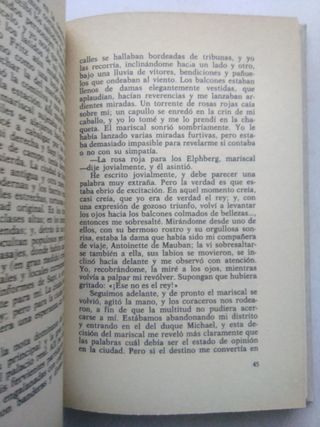 calles se hallaban bordeadas de tribunas, y yo
las recorría, inclinándome hacia un lado y otro,
bajo una lluvia de vítores, bendiciones y pañue-
los que ondeaban al viento. Los balcones estaban
llenos de damas elegantemente vestidas, que
aplaudían, hacían reverencias y me lanzaban ar-
dientes miradas. Un torrente de rosas rojas caía
sobre mí; un capullo se enredó en la crin de mi
caballo, y yo lo tomé y me lo prendí en la cha-
queta. El mariscal sonrió sombríamente. Yo le
había lanzado varias miradas furtivas, pero esta-
ba demasiado impasible para revelarme si contaba
o no con su simpatía.
—La rosa roja para los Elphberg, mariscal
—dije jovialmente, y él asintió.
He escrito jovialmente, y debe parecer una
palabra muy extraña. Pero la verdad es que esta-
ba ebrio de excitación. En aquel momento creía,
casi creía, que yo era de verdad el rey; y, con
una expresión de gozoso triunfo, volví a levantar
los ojos hacia los balcones colmados de bellezas...,
y entonces me sobresalté. Mirándome desde uno de
ellos, con su hermoso rostro y su orgullosa son-
risa, estaba la dama que había sido mi compañe-
ra de viaje, Antoinette de Mauban; la vi sobresaltar-
se también a ella, sus labios se movieron, se in-
clinó hacia delante y me observó con atención.
Yo, recobrándome, la miré a los ojos, mientras
volvía a palpar mi revólver. Supongan que hubiera
gritado: «¡Ése no es el rey!»
Seguimos adelante, y de pronto el mariscal se
volvió, agitó la mano, y los coraceros nos rodea-
ron, a fin de que la multitud no pudiera acer-
carse a mí. Estábamos abandonando mi distrito
y entrando en el del duque Michael, y esta de-
cisión del mariscal me reveló más claramente que
las palabras cuál debía ser el estado de opinión
en la ciudad. Pero si el destino me convertía en
45